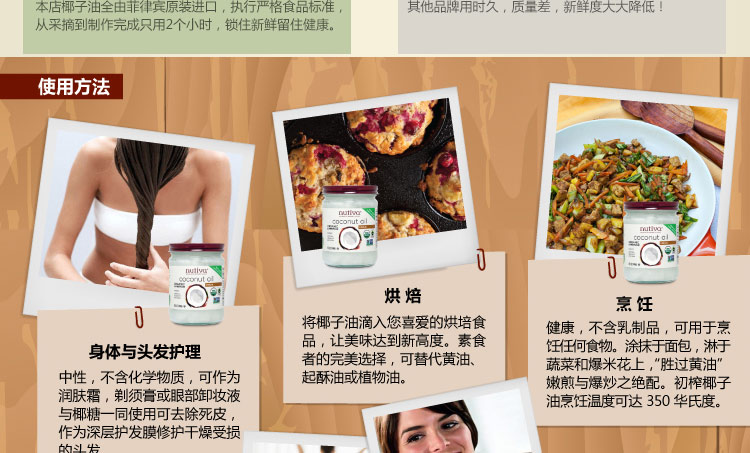 本店椰子油全由菲律宾原装进口，执行严格食品标准，
从采摘到制作完成只用2个小时，锁住新鲜留住健康。
其他品牌用时久，质量差，新鲜度大大降低！
使用方法
nutiva
coconut oil
身体与头发护理
中性，不含化学物质，可作为
润肤霜，剃须膏或眼部卸妆液
与椰糖一同使用可去除死皮，
作为深层护发膜修护干燥受损
的头发
nutiva
coconut oil
烘 焙
将椰子油滴入您喜爱的烘培食
品，让美味达到新高度。素食
者的完美选择，可替代黄油、
起酥油或植物油。
nutiva
coconut oil
烹 饪
健康，不含乳制品，可用于烹
饪任何食物。涂抹于面包，淋于
蔬菜和爆米花上，”胜过黄油”
嫩煎与爆炒之绝配。初榨椰子
油烹饪温度可达 350 华氏度。